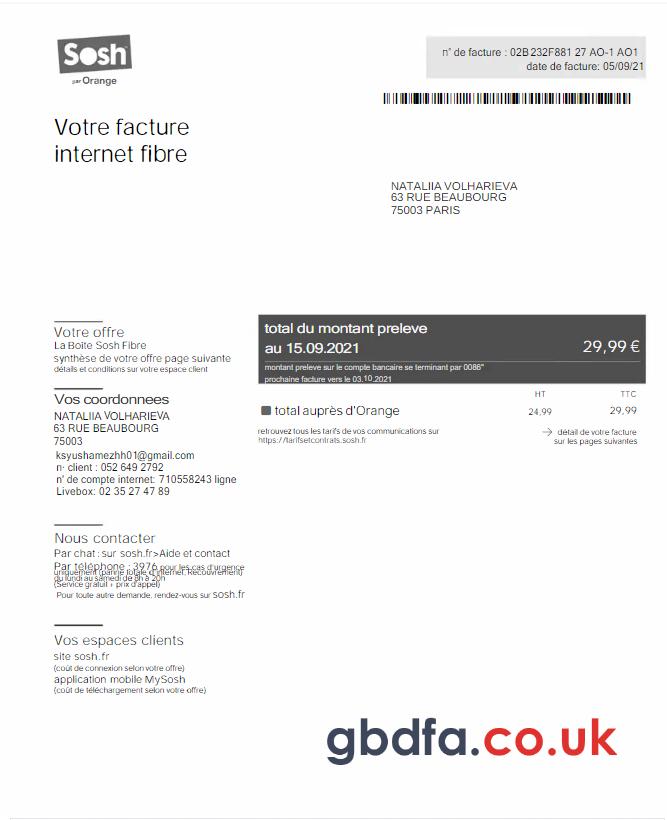 Sosh
par Orange
n° de facture : 02B232F881 27 AO-1 AO1
date de facture: 05/09/21
Votre facture
internet fibre
NATALIIA VOLHARIEVA
63 RUE BEAUBOURG
75003 PARIS
Votre offre
La Boîte Sosh Fibre
synthèse de votre offre page suivante
détails et conditions sur votre espace client
total du montant preleve
au 15.09.2021
29,99 €
montant preleve sur le compte bancaire se terminant par 0086"
prochaine facture vers le 03.10.2021
HT
TTC
total auprès d'Orange
24,99
29,99
retrouvez tous les tarifs de vos communications sur
https://tarifsetcontrats.sosh.fr
→ détail de votre facture
sur les pages suivantes
Vos coordonnees
NATALIIA VOLHARIEVA
63 RUE BEAUBOURG
75003
ksyushamezhh01@gmail.com
n· client : 052 649 2792
n° de compte internet: 710558243 ligne
Livebox: 02 35 27 47 89
Nous contacter
Par chat : sur sosh.fr>Aide et contact
Par téléphone : 3976 pour les cas d'urgence
uniquement (panne totale d'internet, Recouvrement)
du lundi au samedi de 8h à 20h
(Service gratuit + prix d'appel)
Pour toute autre demande, rendez-vous sur sosh.fr
Vos espaces clients
site sosh.fr
(coût de connexion selon votre offre)
application mobile MySosh
(coût de téléchargement selon votre offre)
gbdfa.co.uk